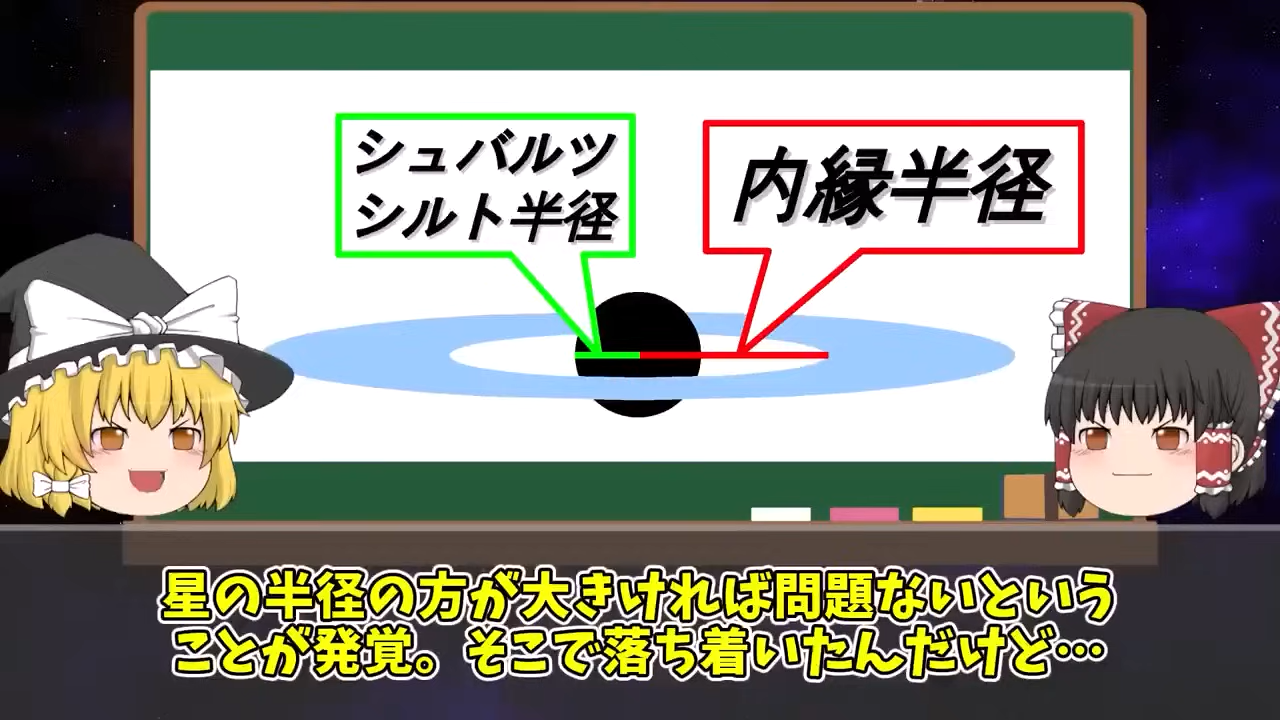 シュバルツ
シルト半径
内縁半径
星の半径の方が大きければ問題ないという
ことが発覚。そこで落ち着いたんだけど…